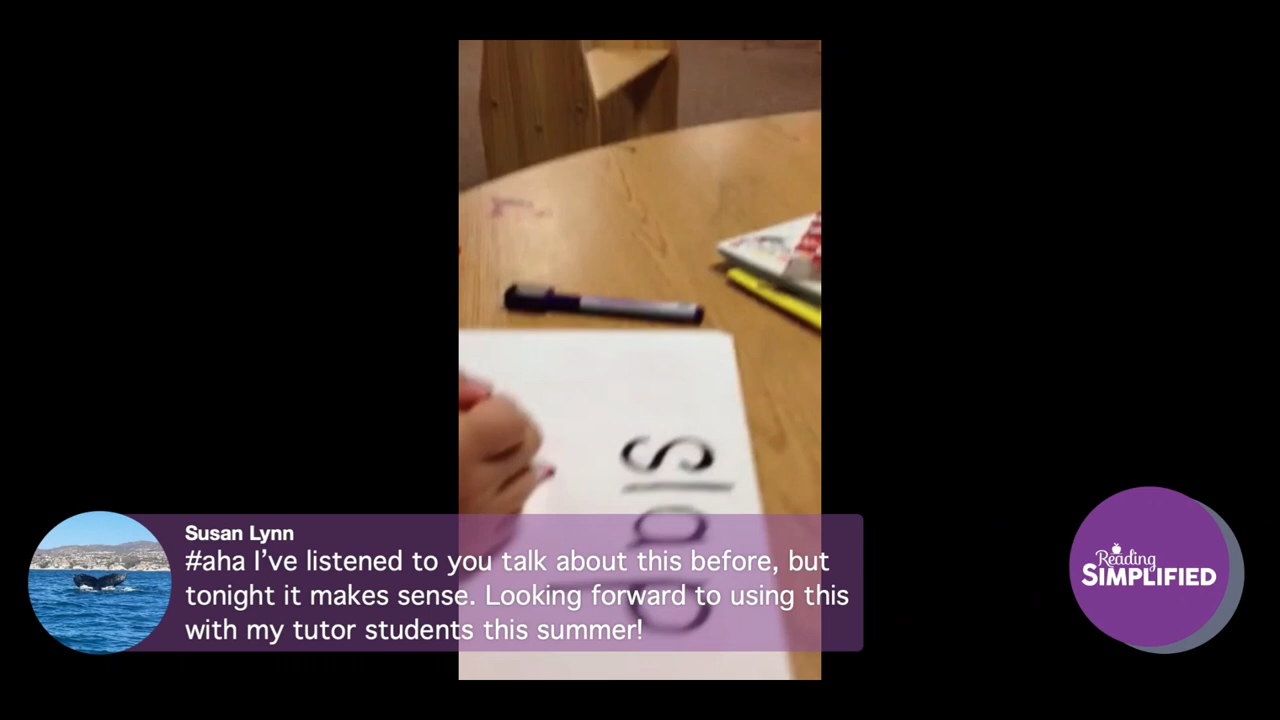 slap
Susan Lynn
#aha I’ve listened to you talk about this before, but
tonight it makes sense. Looking forward to using this
with my tutor students this summer!
Reading
SIMPLIFIED